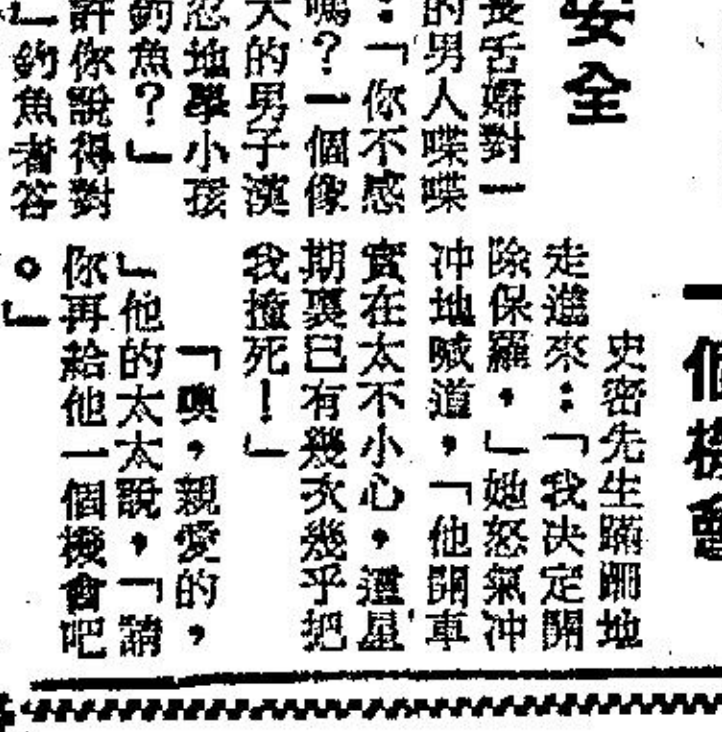 安全
長舌婦對一
的男人喋喋
：「你不感
嗎？一個像
大的男子漢
忍地學小孩
釣魚？」
許你說得對
」釣魚者答
一個機會
史密先生蹣跚地
走進來：「我决定開
除保羅，」她怒氣冲
冲地喊道，「他開車
實在太不小心，這星
期裏已有幾次幾乎把
我撞死！」
「噢，親愛的，
」他的太太說，「請
你再給他一個機會吧
。」